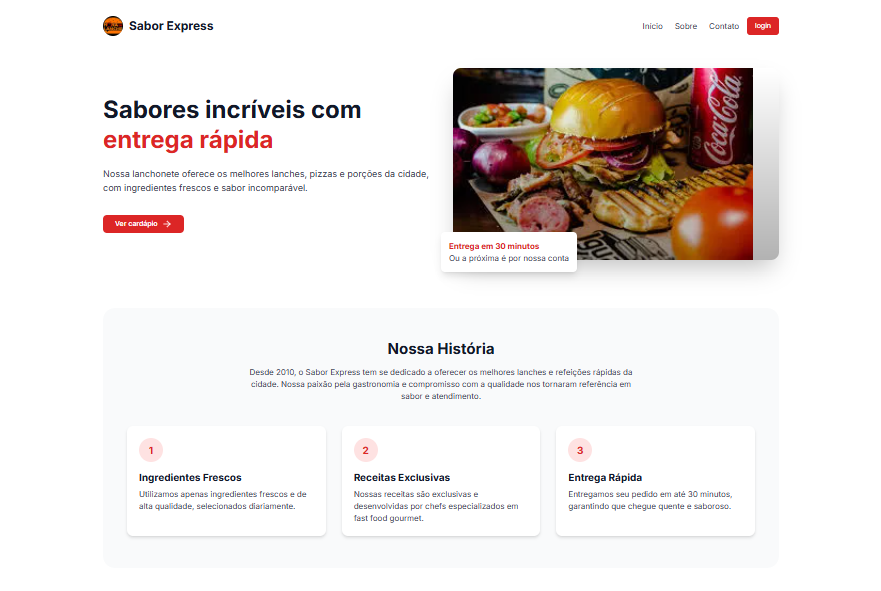 Sabor Express
Início
Sobre
Contato
login
Sabores incríveis com
entrega rápida
Nossa lanchonete oferece os melhores lanches, pizzas e porções da cidade,
com ingredientes frescos e sabor incomparável.
Ver cardápio
Coca-Cola
Entrega em 30 minutos
Ou a próxima é por nossa conta
Nossa História
Desde 2010, o Sabor Express tem se dedicado a oferecer os melhores lanches e refeições rápidas da
cidade. Nossa paixão pela gastronomia e compromisso com a qualidade nos tornaram referência em
sabor e atendimento.
1
Ingredientes Frescos
Utilizamos apenas ingredientes frescos e de
alta qualidade, selecionados diariamente.
2
Receitas Exclusivas
Nossas receitas são exclusivas e
desenvolvidas por chefs especializados em
fast food gourmet.
3
Entrega Rápida
Entregamos seu pedido em até 30 minutos,
garantindo que chegue quente e saboroso.